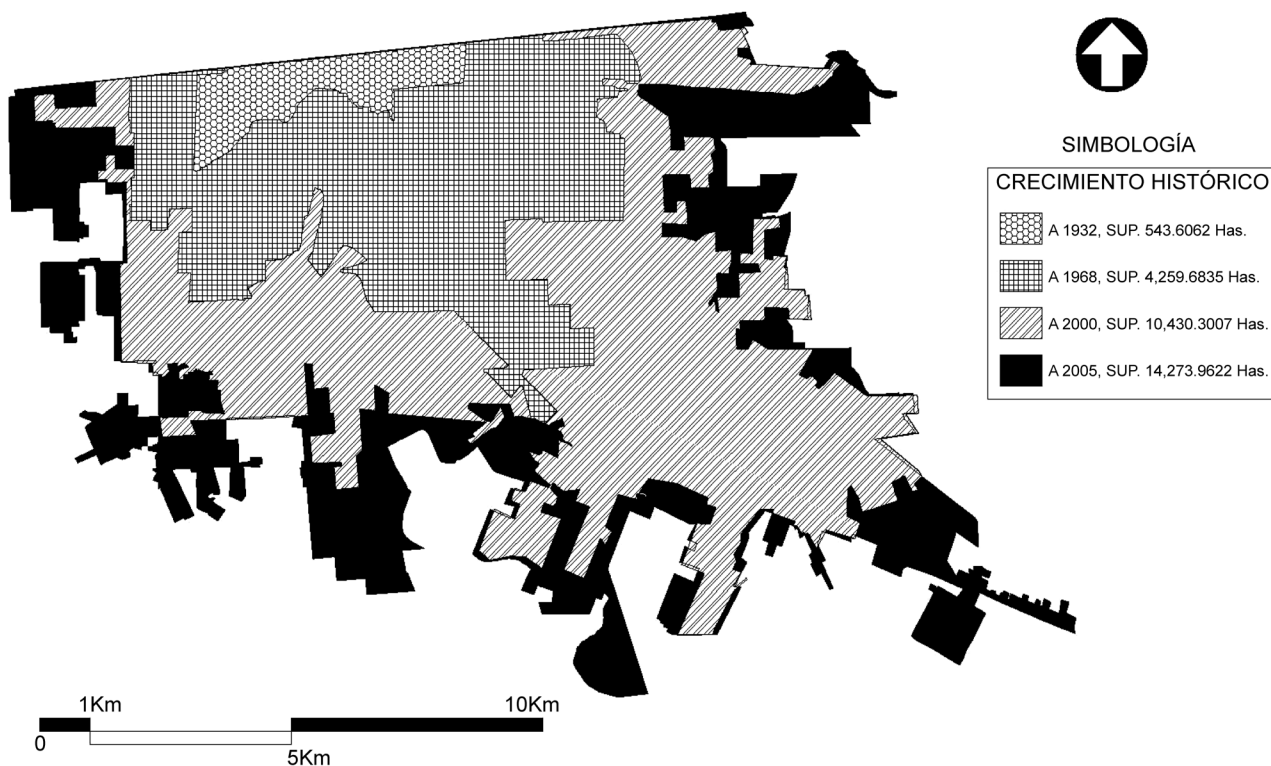 SIMBOLOGÍA
CRECIMIENTO HISTÓRICO
A 1932, SUP. 543.6062 Has.
A 1968, SUP. 4,259.6835 Has.
A 2000, SUP. 10,430.3007 Has.
A 2005, SUP. 14,273.9622 Has.
1Km
10Km
0
5Km